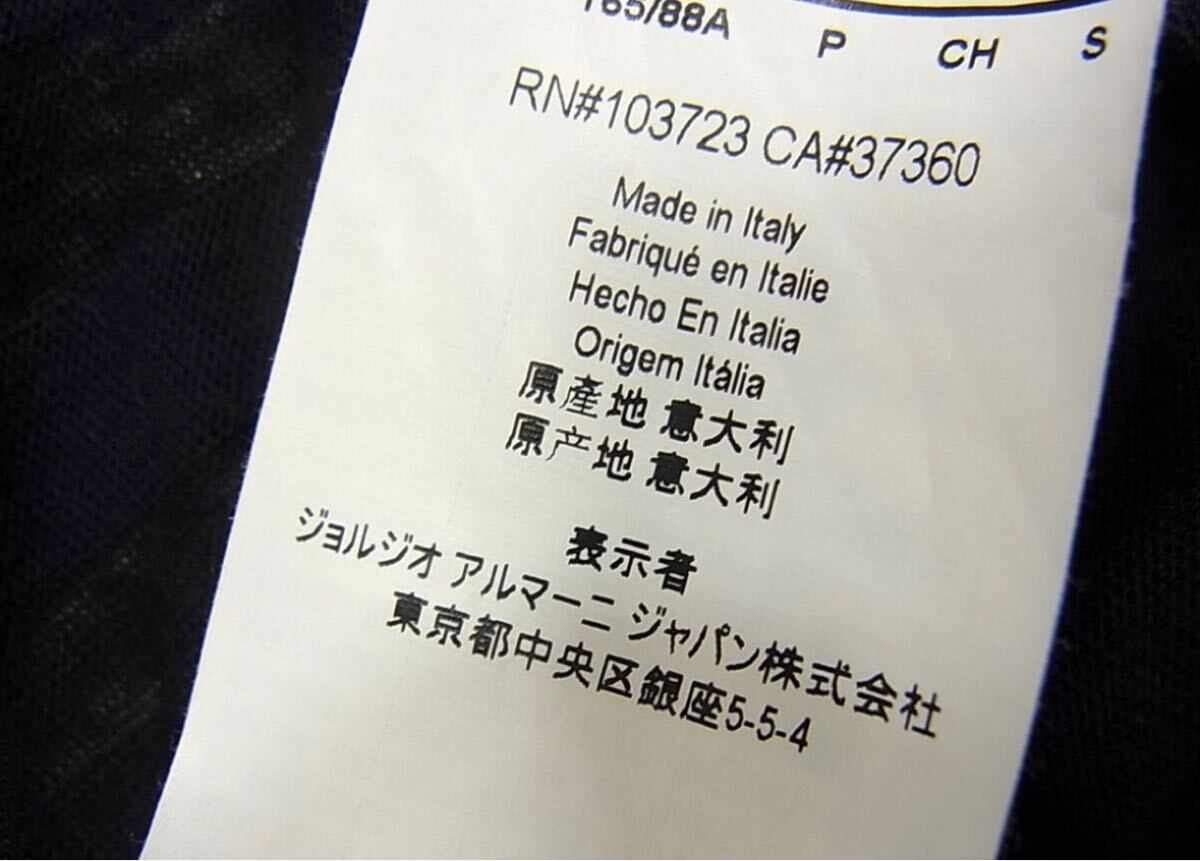 165/88A P CH S
RN#103723 CA#37360
Made in Italy
Fabriqué en Italie
Hecho En Italia
Origem Itália
原產地 意大利
原产地 意大利
表示者
ジョルジオ アルマーニ ジャパン株式会社
東京都中央区銀座5-5-4